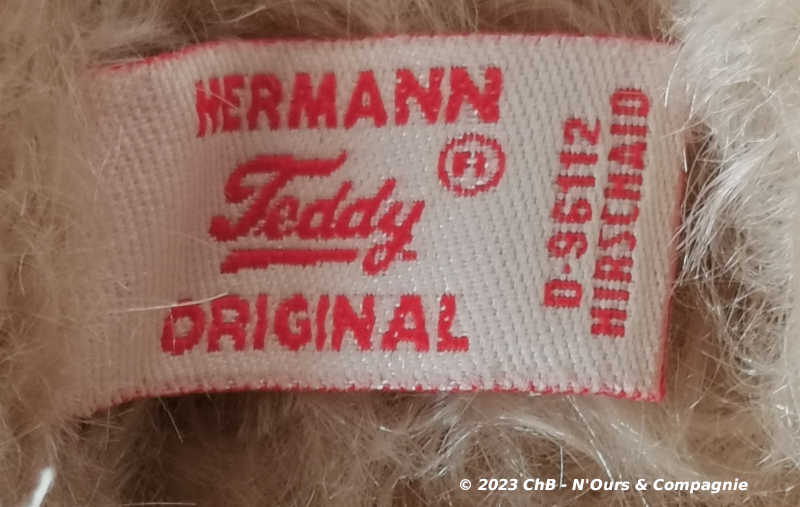 HERMANN
®
Teddy
ORIGINAL
D-96112
HIRSCHAID
© 2023 ChB - N'Ours & Compagnie